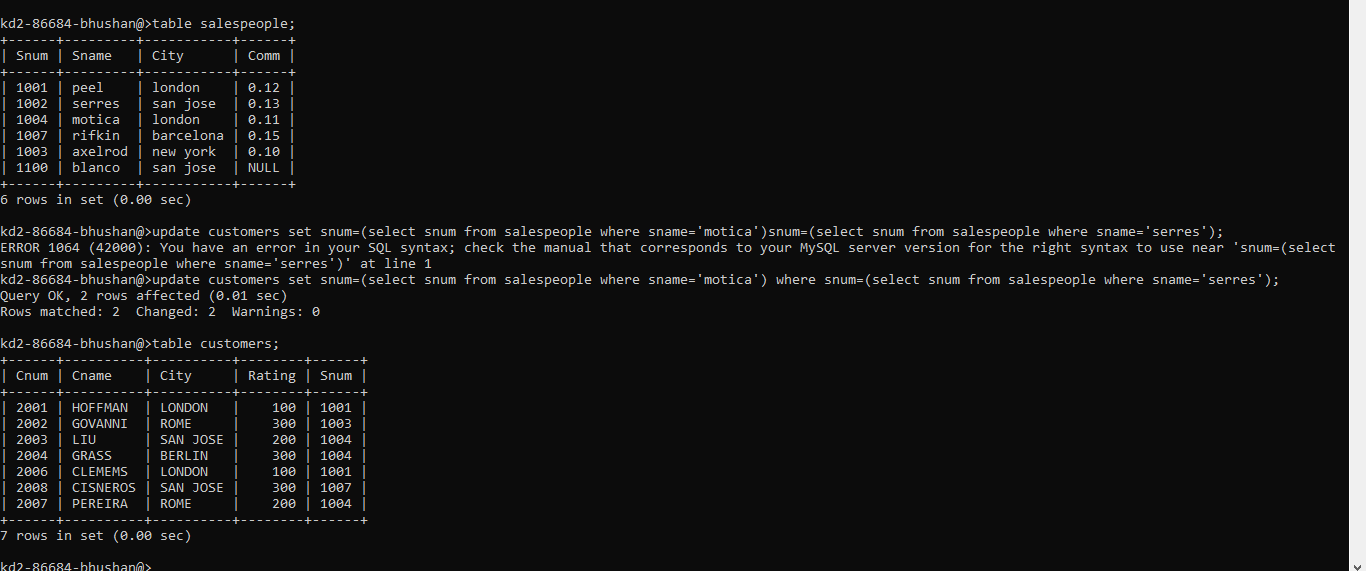 kd2-86684-bhushan@>table salespeople;
+------+---------+-----------+------+
| Snum | Sname   | City      | Comm |
+------+---------+-----------+------+
| 1001 | peel    | london    | 0.12 |
| 1002 | serres  | san jose  | 0.13 |
| 1004 | motica  | london    | 0.11 |
| 1007 | rifkin  | barcelona | 0.15 |
| 1003 | axelrod | new york  | 0.10 |
| 1100 | blanco  | san jose  | NULL |
+------+---------+-----------+------+
6 rows in set (0.00 sec)

kd2-86684-bhushan@>update customers set snum=(select snum from salespeople where sname='motica')snum=(select snum from salespeople where sname='serres');
ERROR 1064 (42000): You have an error in your SQL syntax; check the manual that corresponds to your MySQL server version for the right syntax to use near 'snum=(select
snum from salespeople where sname='serres')' at line 1
kd2-86684-bhushan@>update customers set snum=(select snum from salespeople where sname='motica') where snum=(select snum from salespeople where sname='serres');
Query OK, 2 rows affected (0.01 sec)
Rows matched: 2  Changed: 2  Warnings: 0

kd2-86684-bhushan@>table customers;
+------+----------+----------+--------+------+
| Cnum | Cname    | City     | Rating | Snum |
+------+----------+----------+--------+------+
| 2001 | HOFFMAN  | LONDON   |    100 | 1001 |
| 2002 | GOVANNI  | ROME     |    300 | 1003 |
| 2003 | LIU      | SAN JOSE |    200 | 1004 |
| 2004 | GRASS    | BERLIN   |    300 | 1004 |
| 2006 | CLEMEMS  | LONDON   |    100 | 1001 |
| 2008 | CISNEROS | SAN JOSE |    300 | 1007 |
| 2007 | PEREIRA  | ROME     |    200 | 1004 |
+------+----------+----------+--------+------+
7 rows in set (0.00 sec)

kd2-86684-bhushan@>